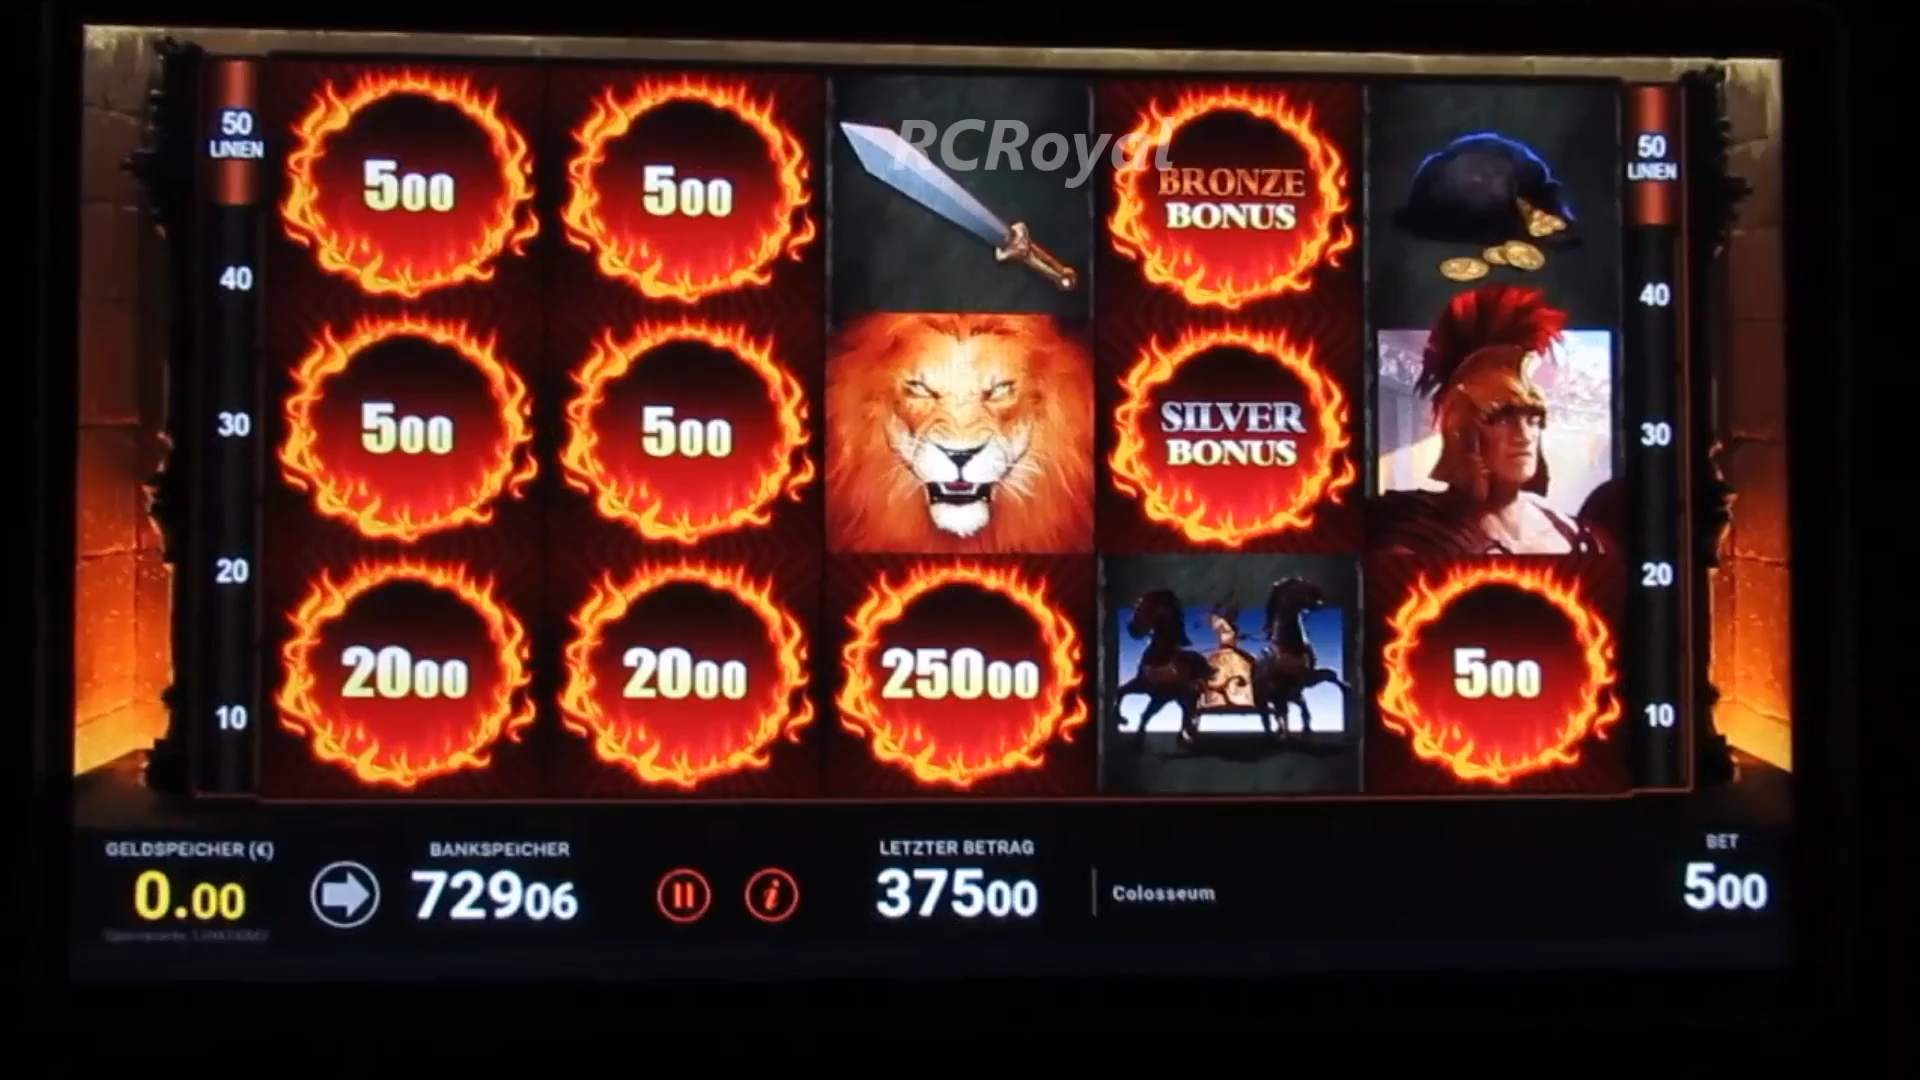 RCRoyal
50
LINIEN
40
30
20
10
500
500
BRONZE
BONUS
500
500
SILVER
BONUS
2000
2000
25000
500
50
LINIEN
40
30
20
10
GELDSPEICHER (€)
0.00
BANKSPEICHER
72906
LETZTER BETRAG
37500
Colosseum
BET
500